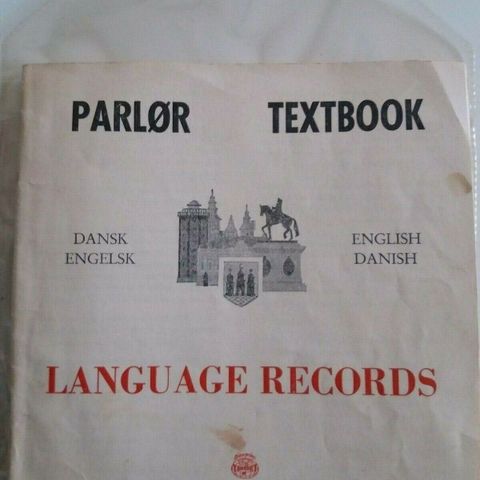 PARLØR TEXTBOOK
DANSK
ENGELSK
ENGLISH
DANISH
LANGUAGE RECORDS